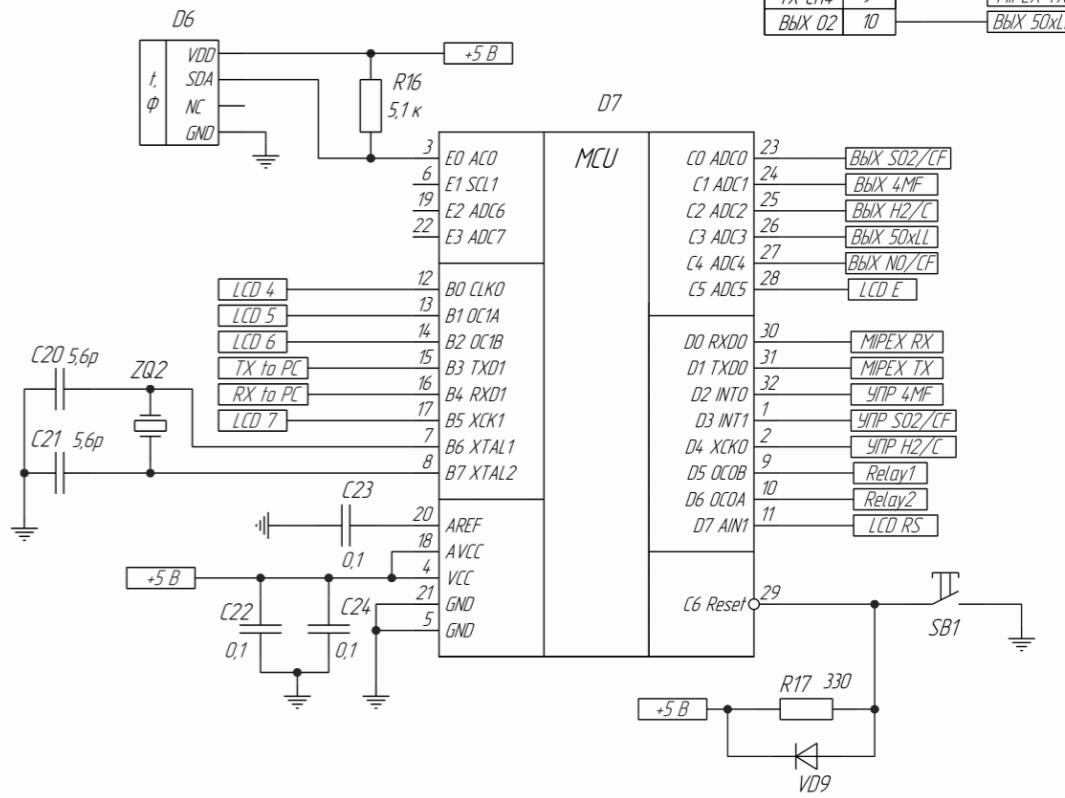 ВЫХ O2 10 ВЫХ 50xLL
D6
t, φ
VDD
SDA
NC
GND
+5 В
R16
5,1 к
D7
MCU
3 E0 AC0
6 E1 SCL1
19 E2 ADC6
22 E3 ADC7
LCD 4 12 B0 CLK0
LCD 5 13 B1 OC1A
LCD 6 14 B2 OC1B
TX to PC 15 B3 TXD1
RX to PC 16 B4 RXD1
LCD 7 17 B5 XCK1
7 B6 XTAL1
8 B7 XTAL2
C20 5,6р
ZQ2
C21 5,6р
C23
0,1
20 AREF
18 AVCC
4 VCC
21 GND
5 GND
+5 В
C22
0,1
C24
0,1
C0 ADC0 23 ВЫХ SO2/CF
C1 ADC1 24 ВЫХ 4MF
C2 ADC2 25 ВЫХ H2/C
C3 ADC3 26 ВЫХ 50xLL
C4 ADC4 27 ВЫХ NO/CF
C5 ADC5 28 LCD E
D0 RXD0 30 MIPEX RX
D1 TXD0 31 MIPEX TX
D2 INT0 32 УПР 4MF
D3 INT1 1 УПР SO2/CF
D4 XCK0 2 УПР H2/C
D5 OC0B 9 Relay1
D6 OC0A 10 Relay2
D7 AIN1 11 LCD RS
C6 Reset 29
SB1
+5 В
R17 330
VD9